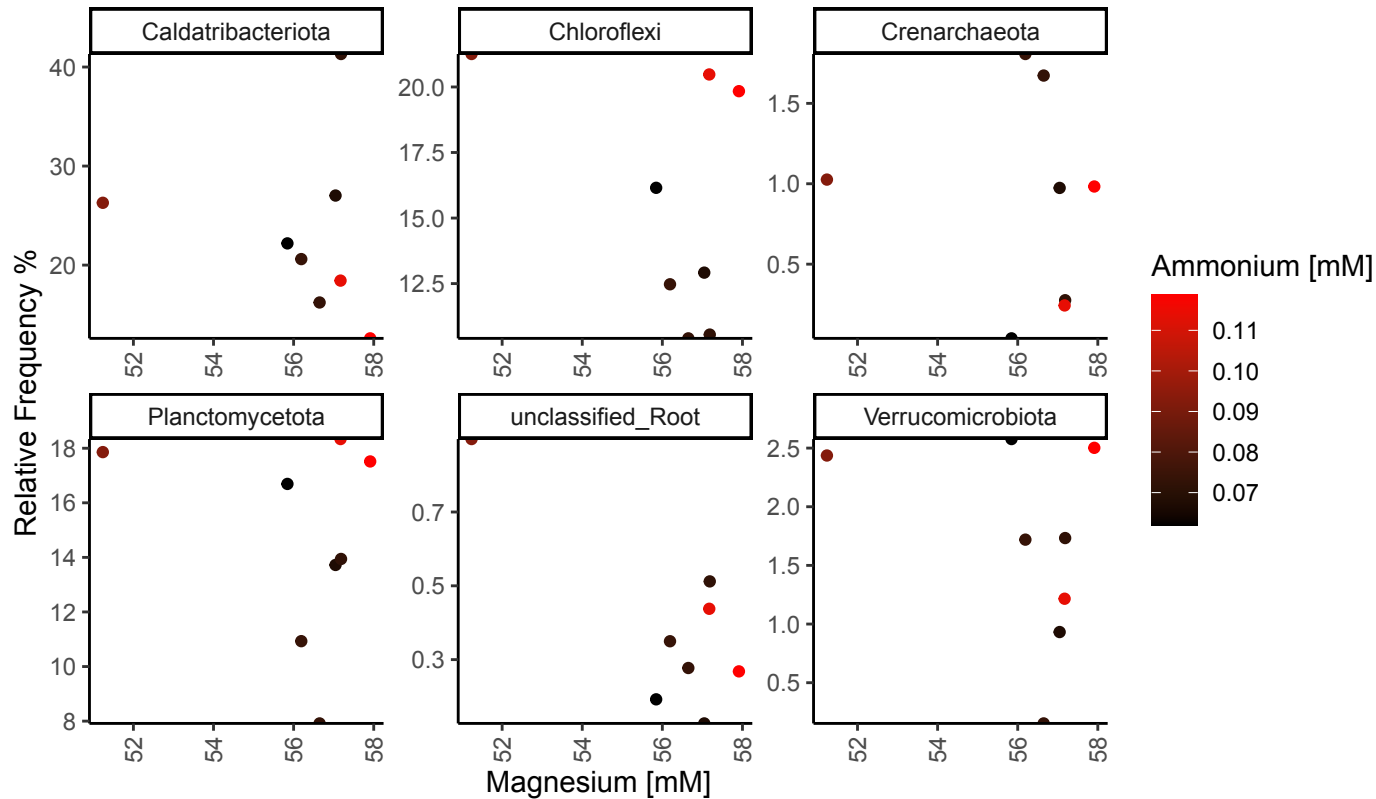 Caldatribacteriota
Chloroflexi
Crenarchaeota
40
30
20
20.0
17.5
15.0
12.5
1.5
1.0
0.5
52 54 56 58
52 54 56 58
52 54 56 58
Planctomycetota
unclassified_Root
Verrucomicrobiota
18
16
14
12
10
8
0.7
0.5
0.3
2.5
2.0
1.5
1.0
0.5
52 54 56 58
52 54 56 58
52 54 56 58
Relative Frequency %
Magnesium [mM]
Ammonium [mM]
0.11
0.10
0.09
0.08
0.07